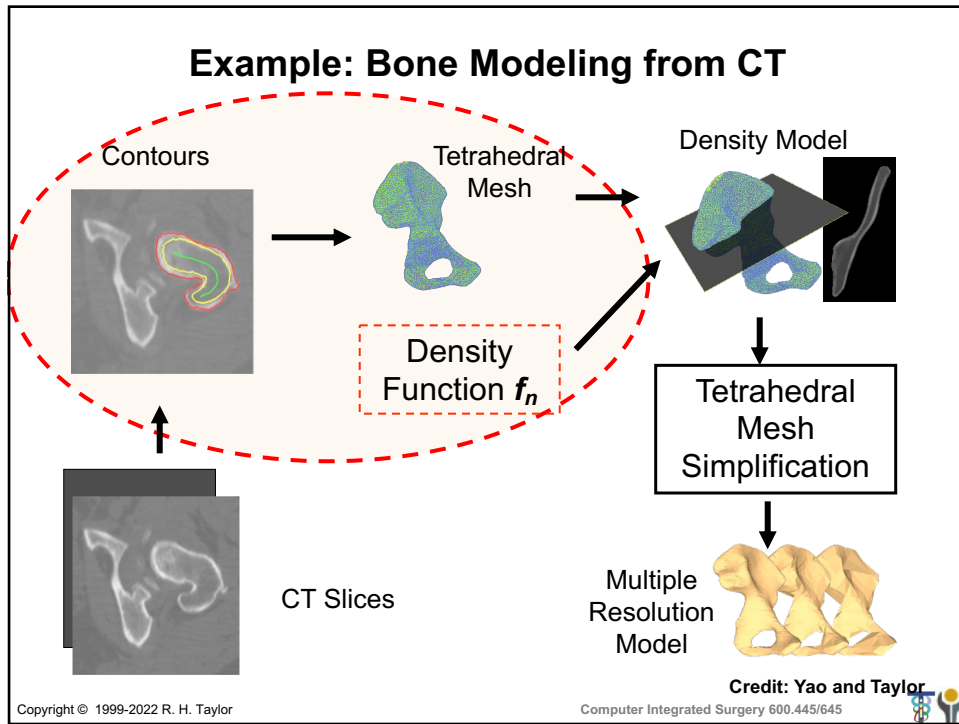 Example: Bone Modeling from CT
Contours
Tetrahedral
Mesh
Density Model
Density
Function fn
Tetrahedral
Mesh
Simplification
CT Slices
Multiple
Resolution
Model
Credit: Yao and Taylor
Copyright © 1999-2022 R. H. Taylor
Computer Integrated Surgery 600.445/645